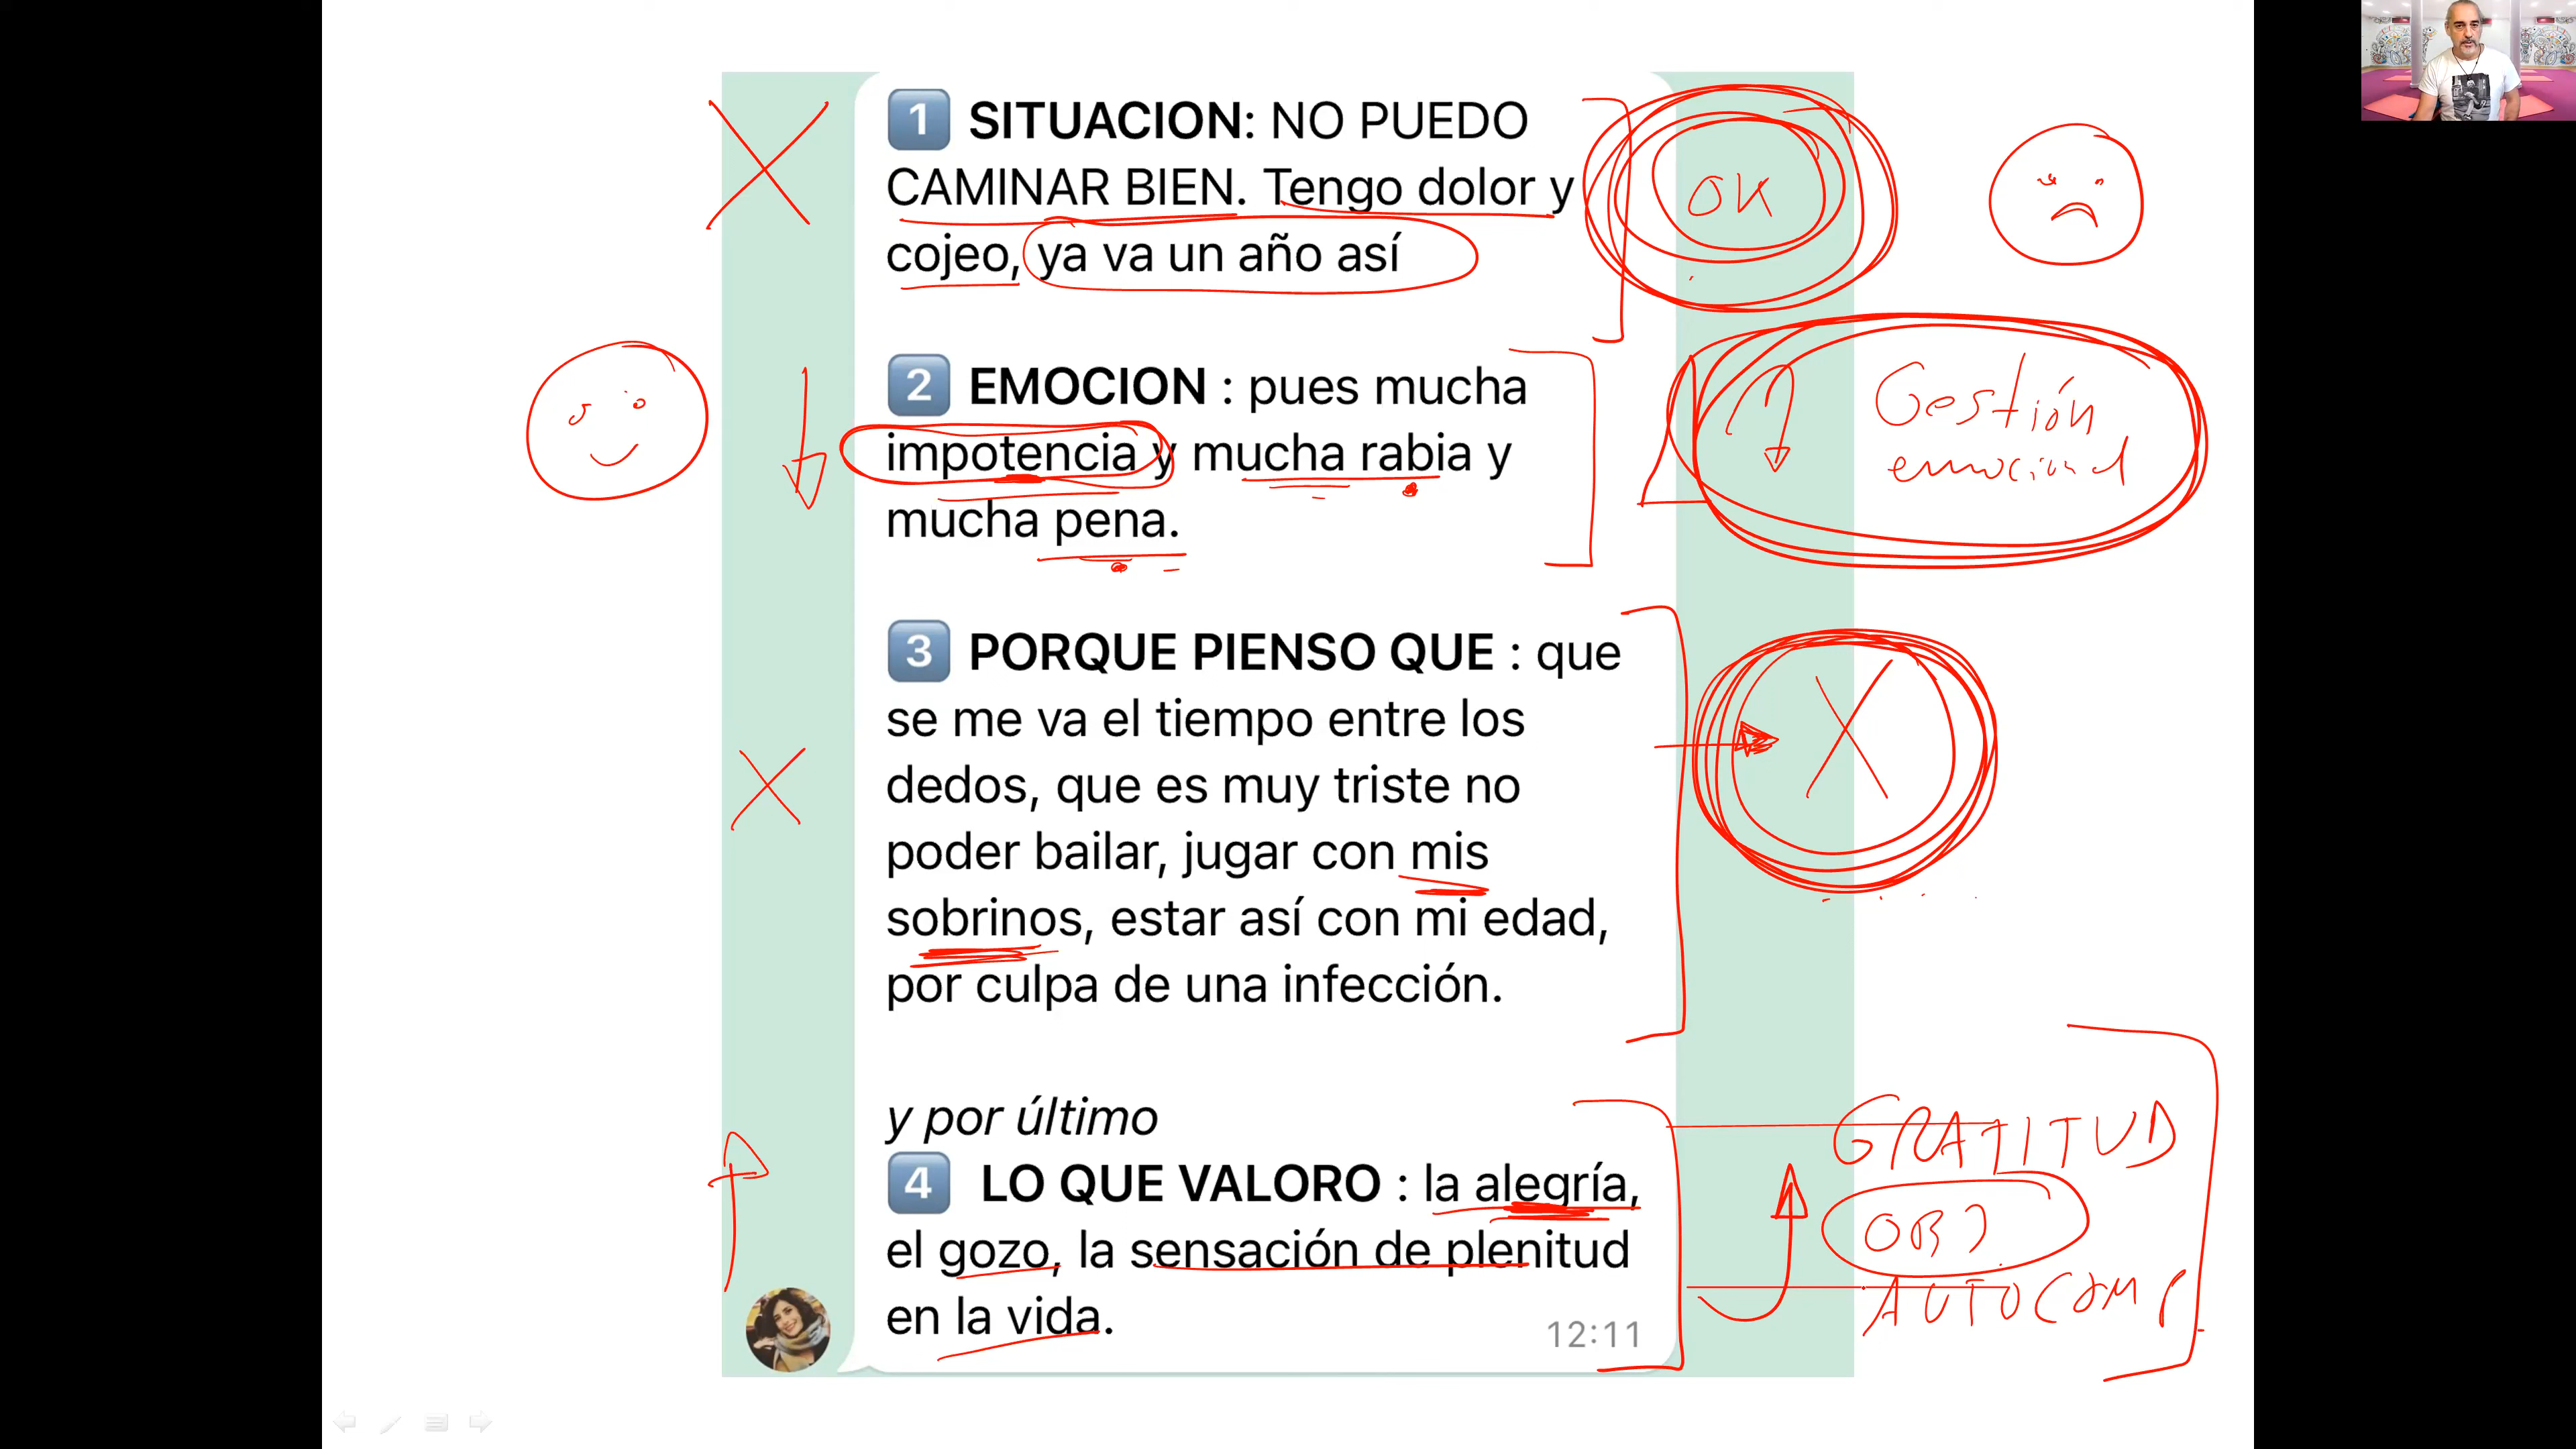 1 SITUACION: NO PUEDO
CAMINAR BIEN. Tengo dolor y
cojeo, ya va un año así
OK
2 EMOCION : pues mucha
impotencia y mucha rabia y
mucha pena.
Gestión
emocional
3 PORQUE PIENSO QUE : que
se me va el tiempo entre los
dedos, que es muy triste no
poder bailar, jugar con mis
sobrinos, estar así con mi edad,
por culpa de una infección.
y por último
4 LO QUE VALORO : la alegría,
el gozo, la sensación de plenitud
en la vida.
12:11
GRATITUD
OBJ
AUTOCOMP.